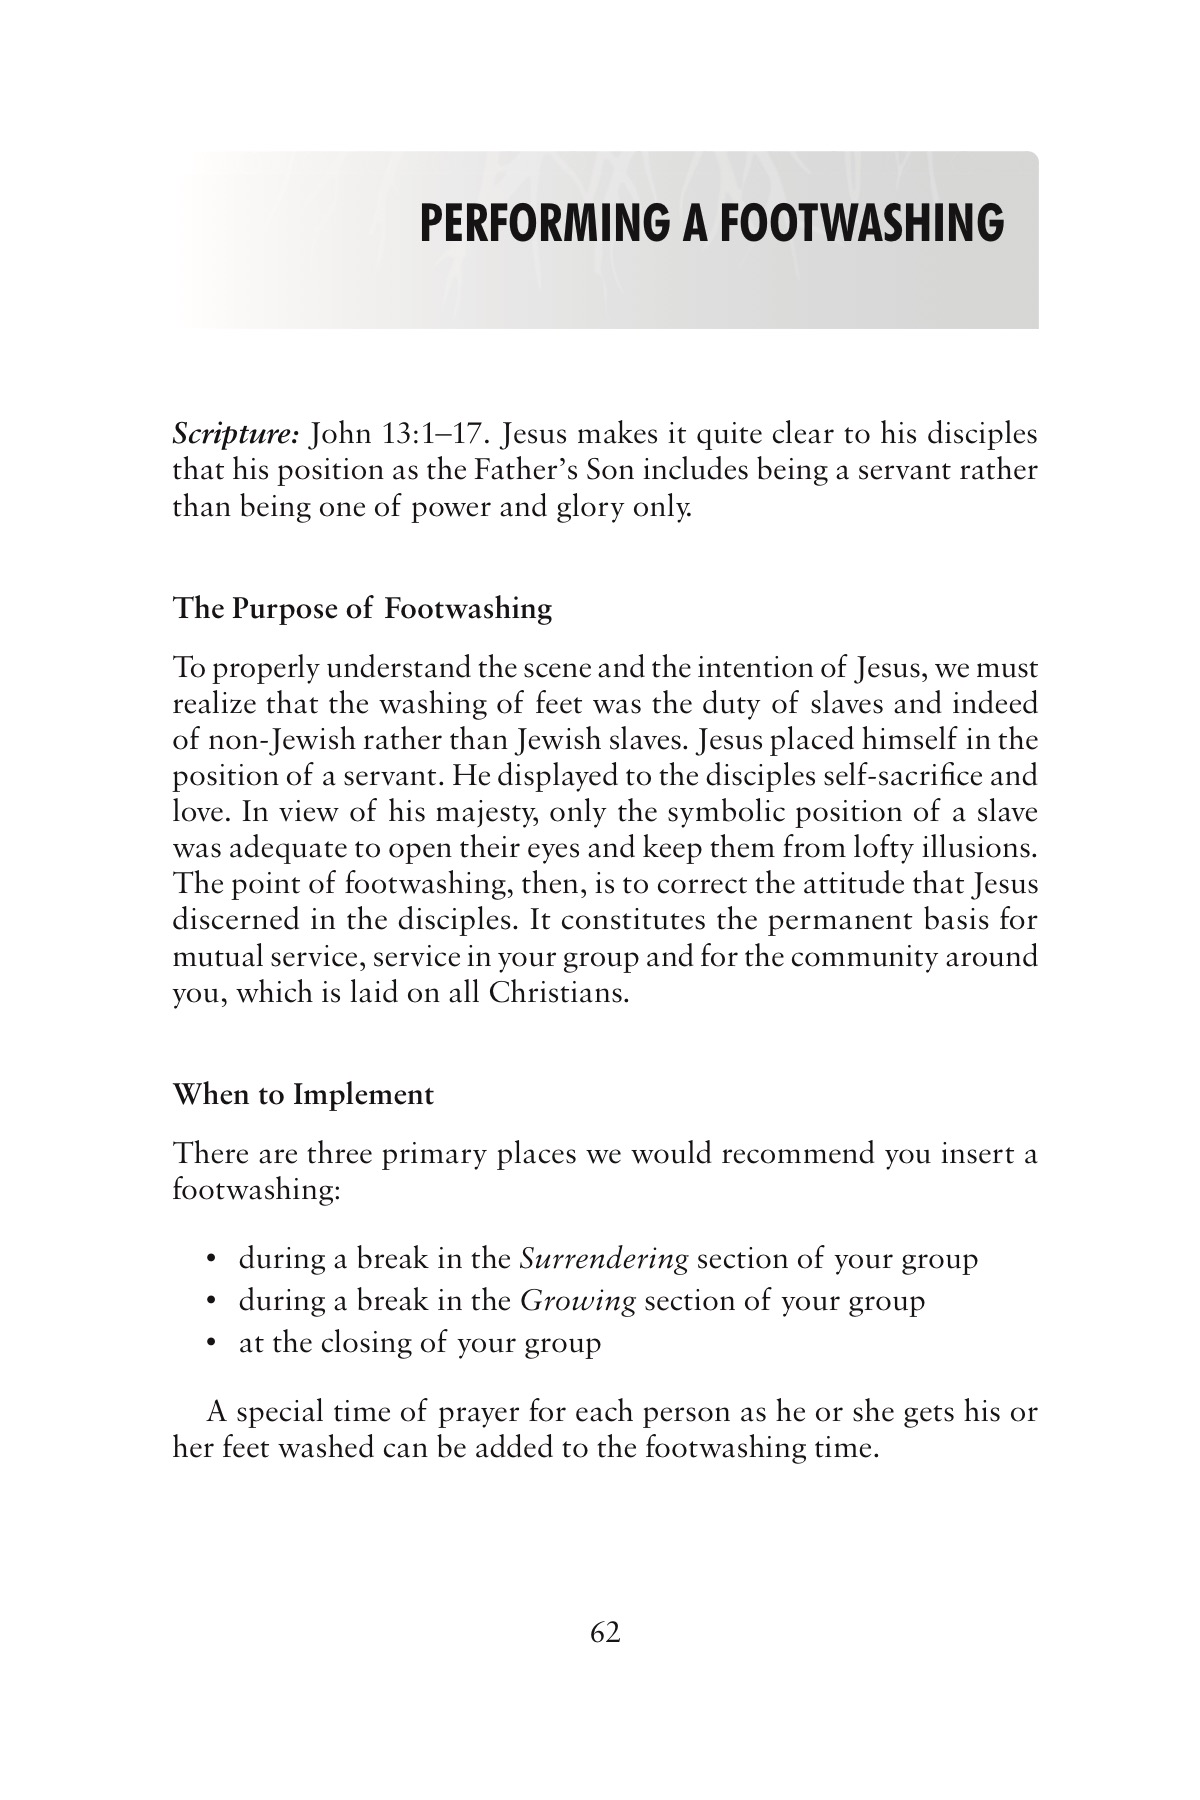 PERFORMING A FOOTWASHING
Scripture: John 13:1–17. Jesus makes it quite clear to his disciples
that his position as the Father’s Son includes being a servant rather
than being one of power and glory only.
The Purpose of Footwashing
To properly understand the scene and the intention of Jesus, we must
realize that the washing of feet was the duty of slaves and indeed
of non-Jewish rather than Jewish slaves. Jesus placed himself in the
position of a servant. He displayed to the disciples self-sacrifice and
love. In view of his majesty, only the symbolic position of a slave
was adequate to open their eyes and keep them from lofty illusions.
The point of footwashing, then, is to correct the attitude that Jesus
discerned in the disciples. It constitutes the permanent basis for
mutual service, service in your group and for the community around
you, which is laid on all Christians.
When to Implement
There are three primary places we would recommend you insert a
footwashing:
• during a break in the Surrendering section of your group
• during a break in the Growing section of your group
• at the closing of your group
A special time of prayer for each person as he or she gets his or
her feet washed can be added to the footwashing time.
62